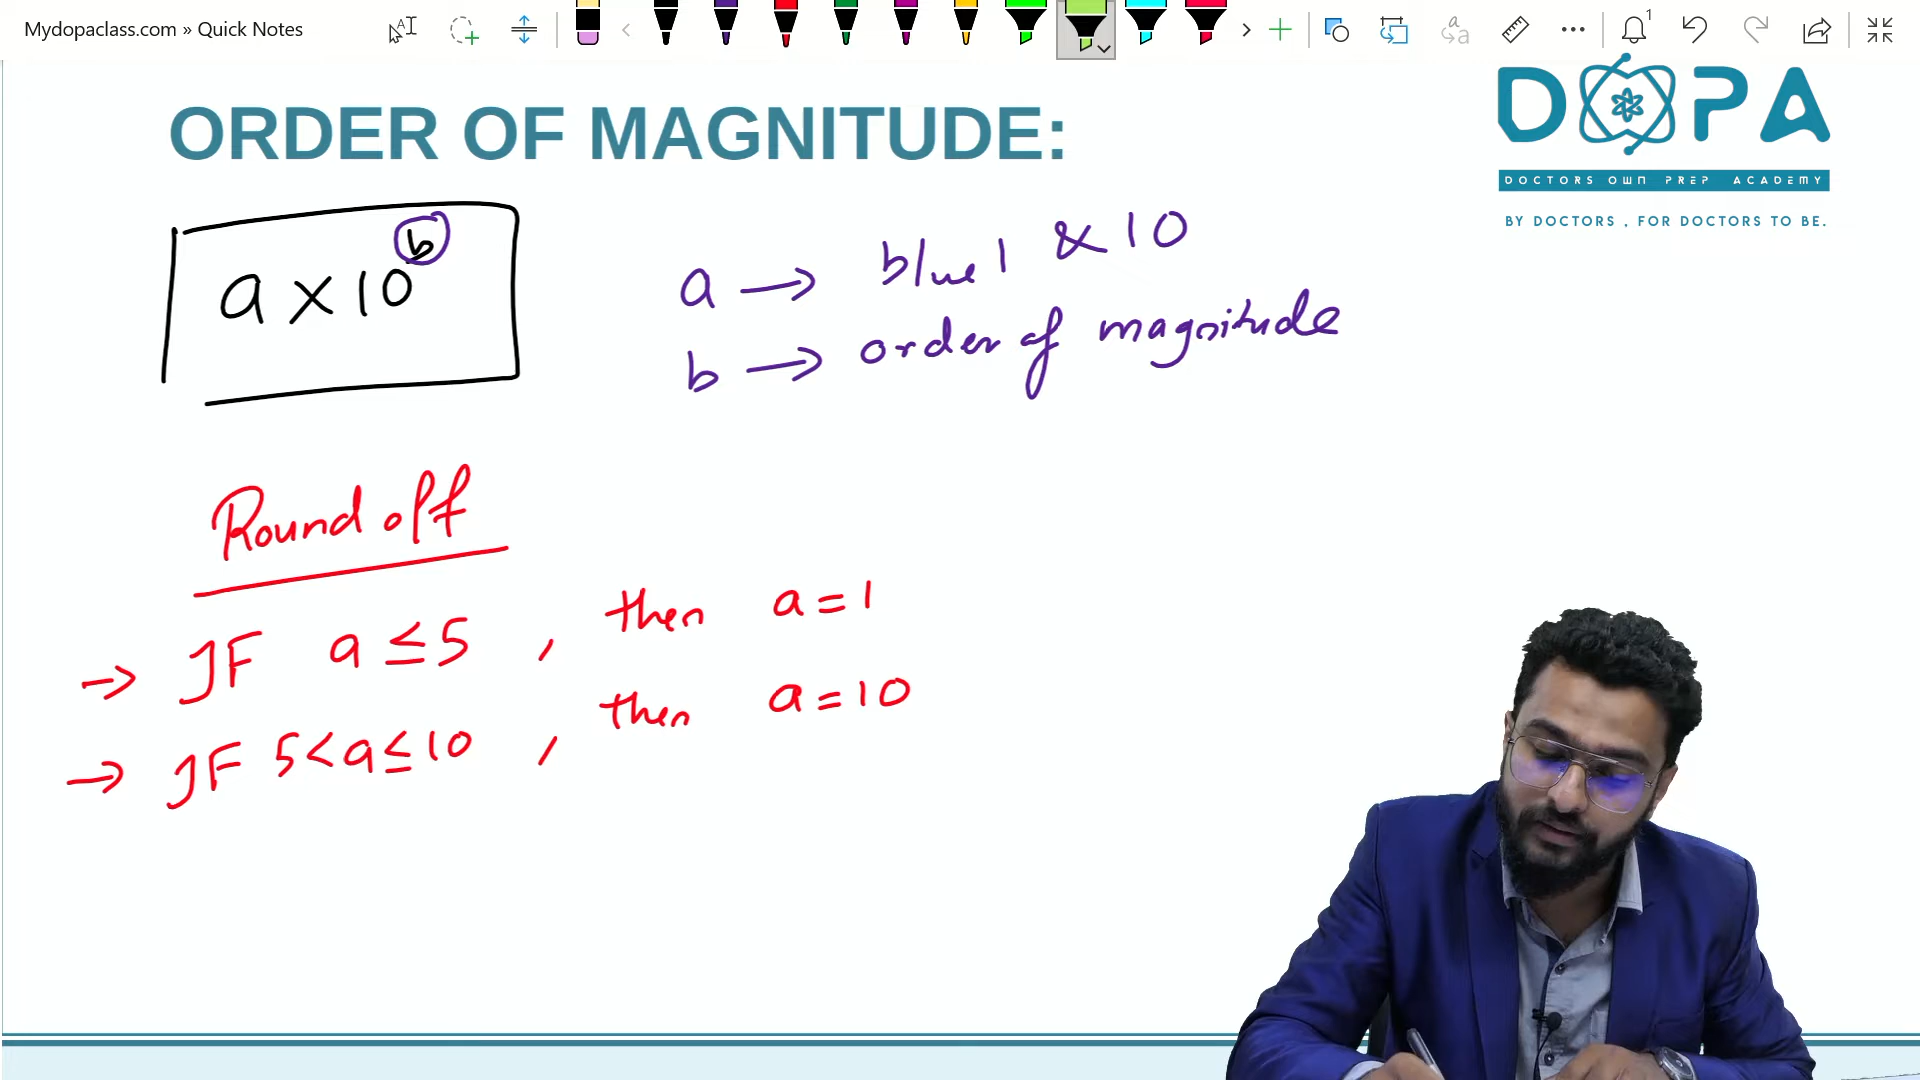 Mydopaclass.com » Quick Notes
1
ORDER OF MAGNITUDE:
DOPA
DOCTORS OWN PREP ACADEMY
BY DOCTORS , FOR DOCTORS TO BE.
a × 10^b
a → b/w 1 & 10
b → order of magnitude
Round off
→ IF a ≤ 5 , then a = 1
→ IF 5 < a ≤ 10 , then a = 10